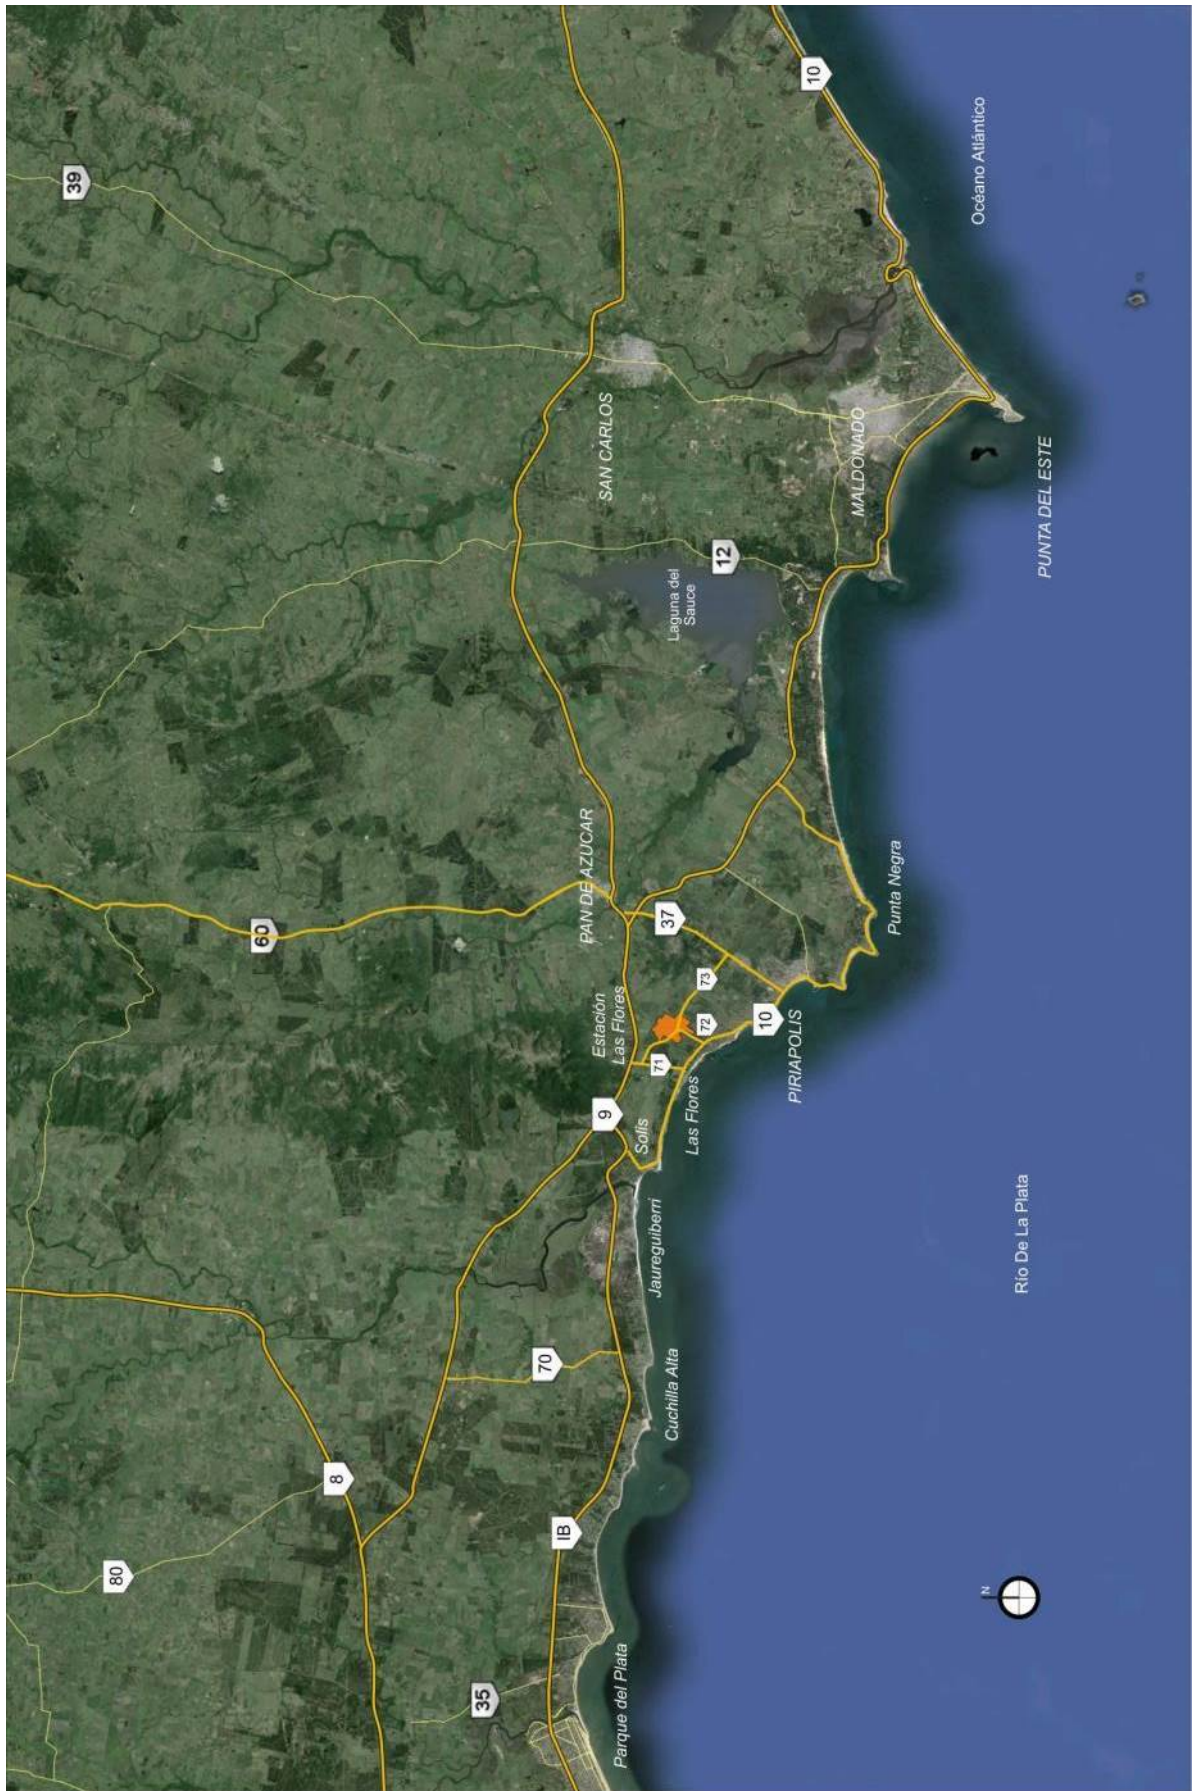 Parque del Plata
Cuchilla Alta
Jaureguiberri
Solís
Las Flores
Estación
Las Flores
PIRIAPOLIS
PAN DE AZUCAR
Punta Negra
Laguna del
Sauce
SAN CARLOS
MALDONADO
PUNTA DEL ESTE
Océano Atlántico
Río De La Plata
N
35
80
8
IB
70
9
71
72
73
10
37
60
12
39
10